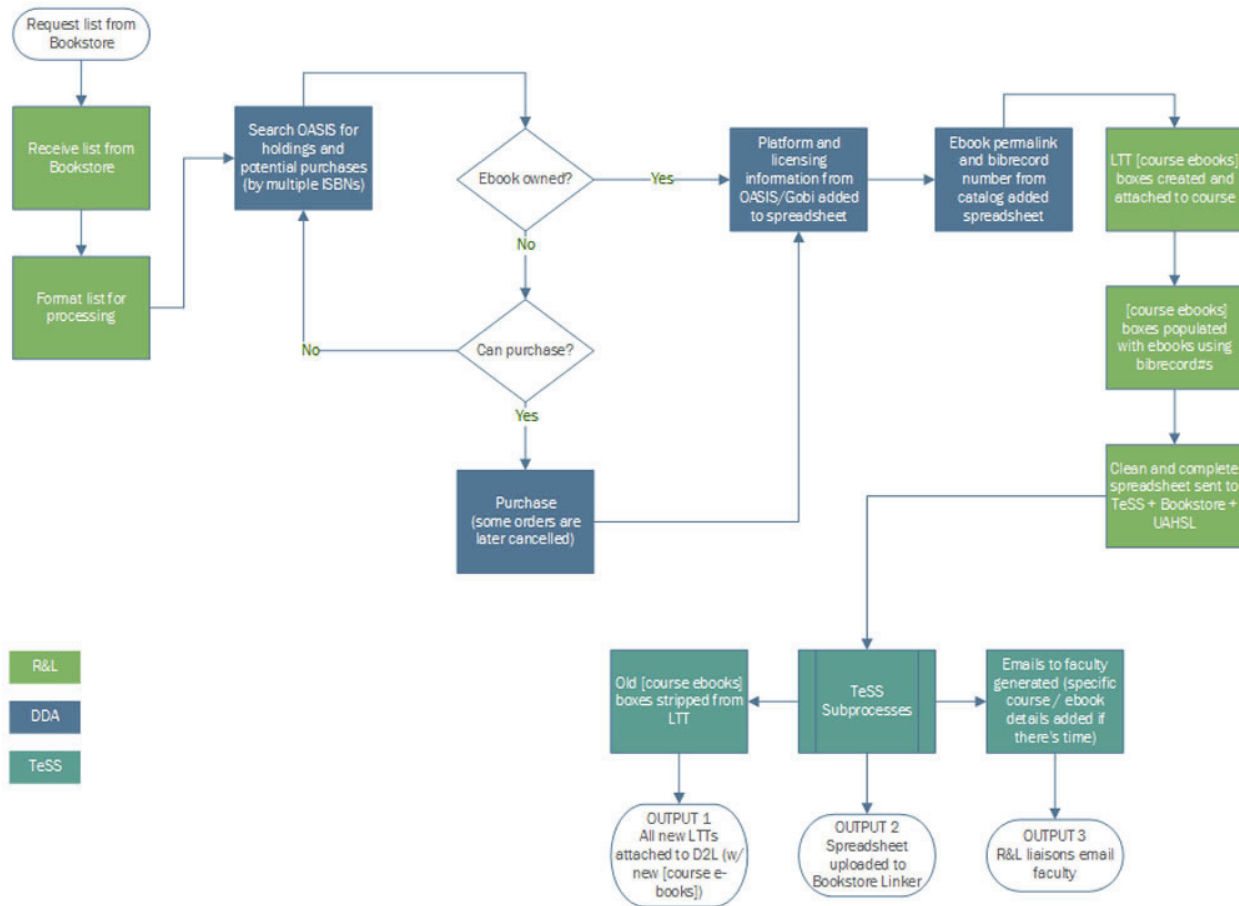 Request list from
Bookstore
Receive list from
Bookstore
Format list for
processing
Search OASIS for
holdings and
potential purchases
(by multiple ISBNs)
Ebook owned?
Yes
No
Can purchase?
No
Yes
Purchase
(some orders are
later cancelled)
Platform and
licensing
information from
OASIS/Gobi added
to spreadsheet
Ebook permalink
and bibrecord
number from
catalog added
spreadsheet
LTT [course ebooks]
boxes created and
attached to course
[course ebooks]
boxes populated
with ebooks using
bibrecord#s
Clean and complete
spreadsheet sent to
TeSS + Bookstore +
UAHSL
R&L
DDA
TeSS
Old [course ebooks]
boxes stripped from
LTT
TeSS
Subprocesses
Emails to faculty
generated (specific
course / ebook
details added if
there's time)
OUTPUT 1
All new LTTs
attached to D2L (w/
new [course e-
books])
OUTPUT 2
Spreadsheet
uploaded to
Bookstore Linker
OUTPUT 3
R&L liaisons email
faculty